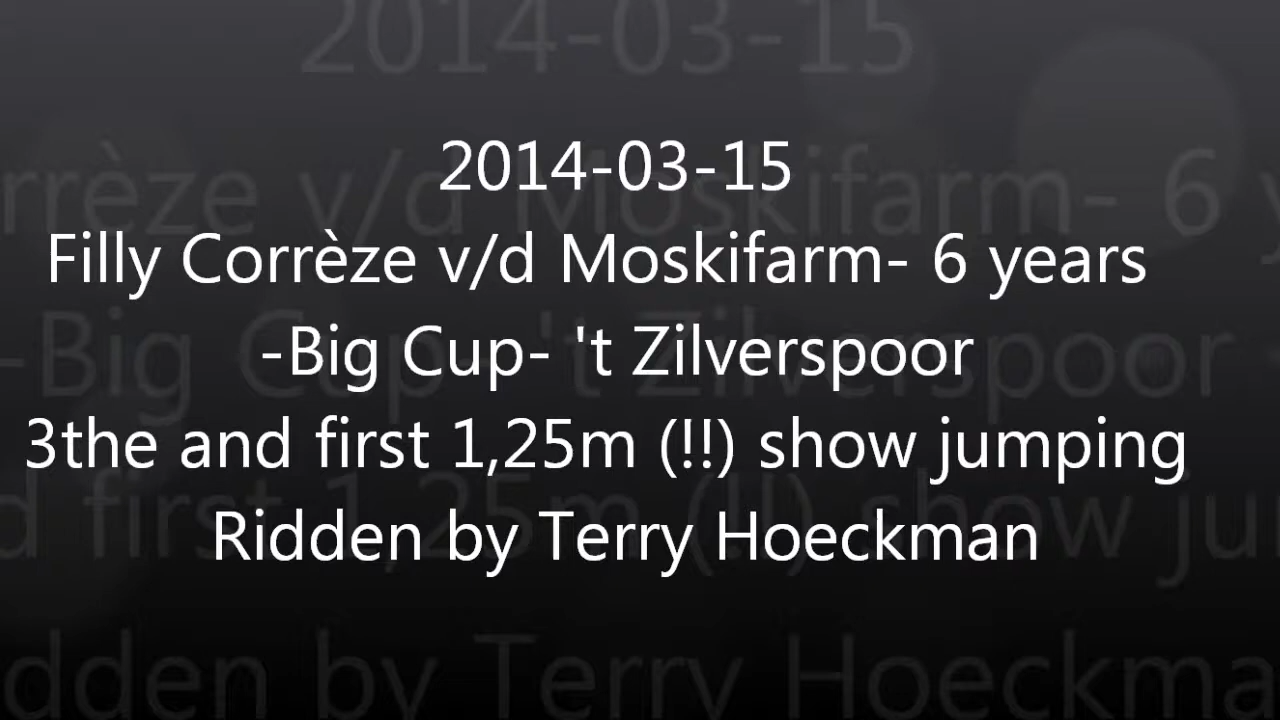 2014-03-15
Filly Corrèze v/d Moskifarm- 6 years
-Big Cup- 't Zilverspoor
3the and first 1,25m (!!) show jumping
Ridden by Terry Hoeckman